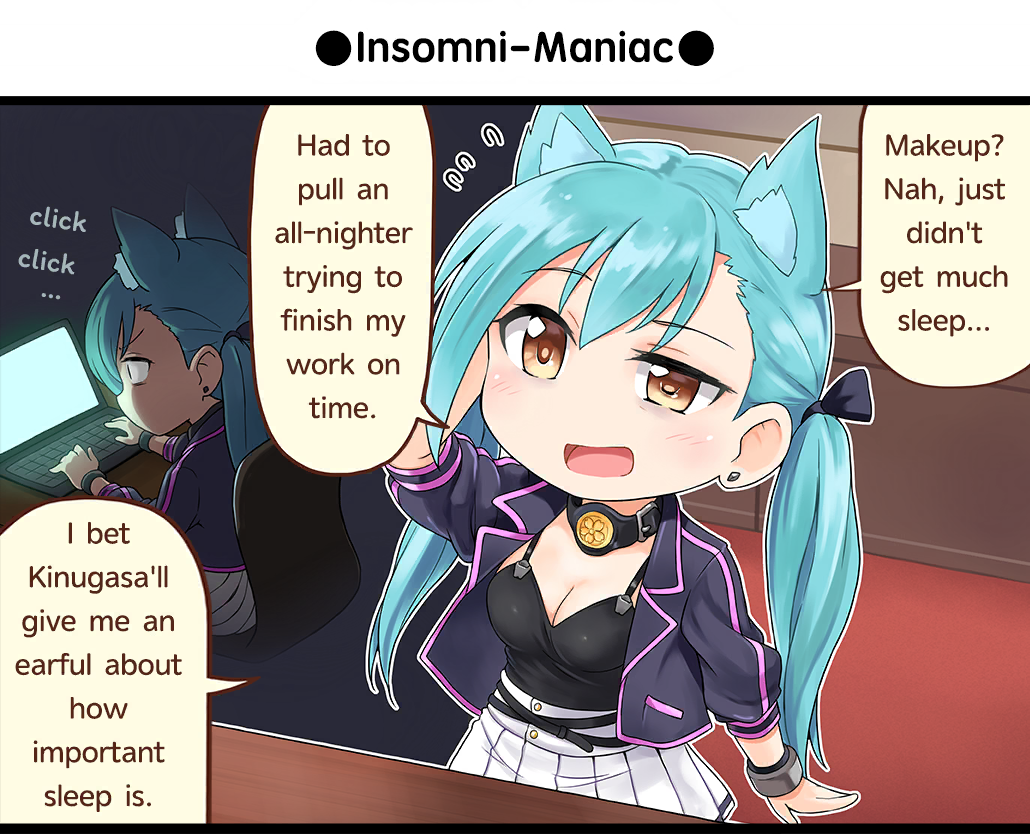 ●Insomni-Maniac●
Makeup?
Nah, just
didn't
get much
sleep...
Had to
pull an
all-nighter
trying to
finish my
work on
time.
click
click
...
I bet
Kinugasa'll
give me an
earful about
how
important
sleep is.